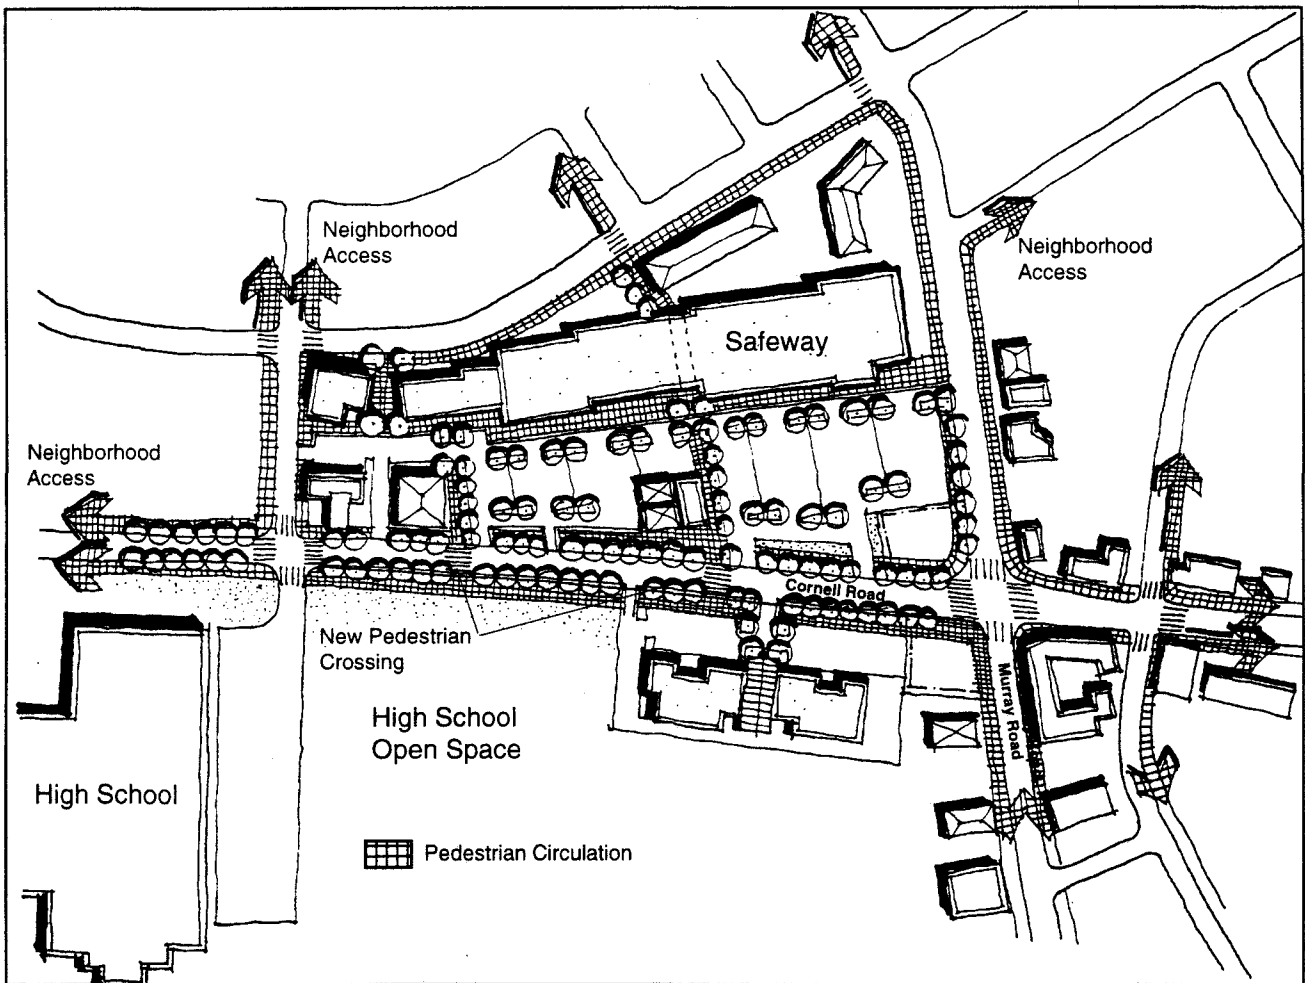 Neighborhood
Access
Neighborhood
Access
Safeway
Neighborhood
Access
Cornell Road
New Pedestrian
Crossing
Murray Road
High School
Open Space
High School
Pedestrian Circulation